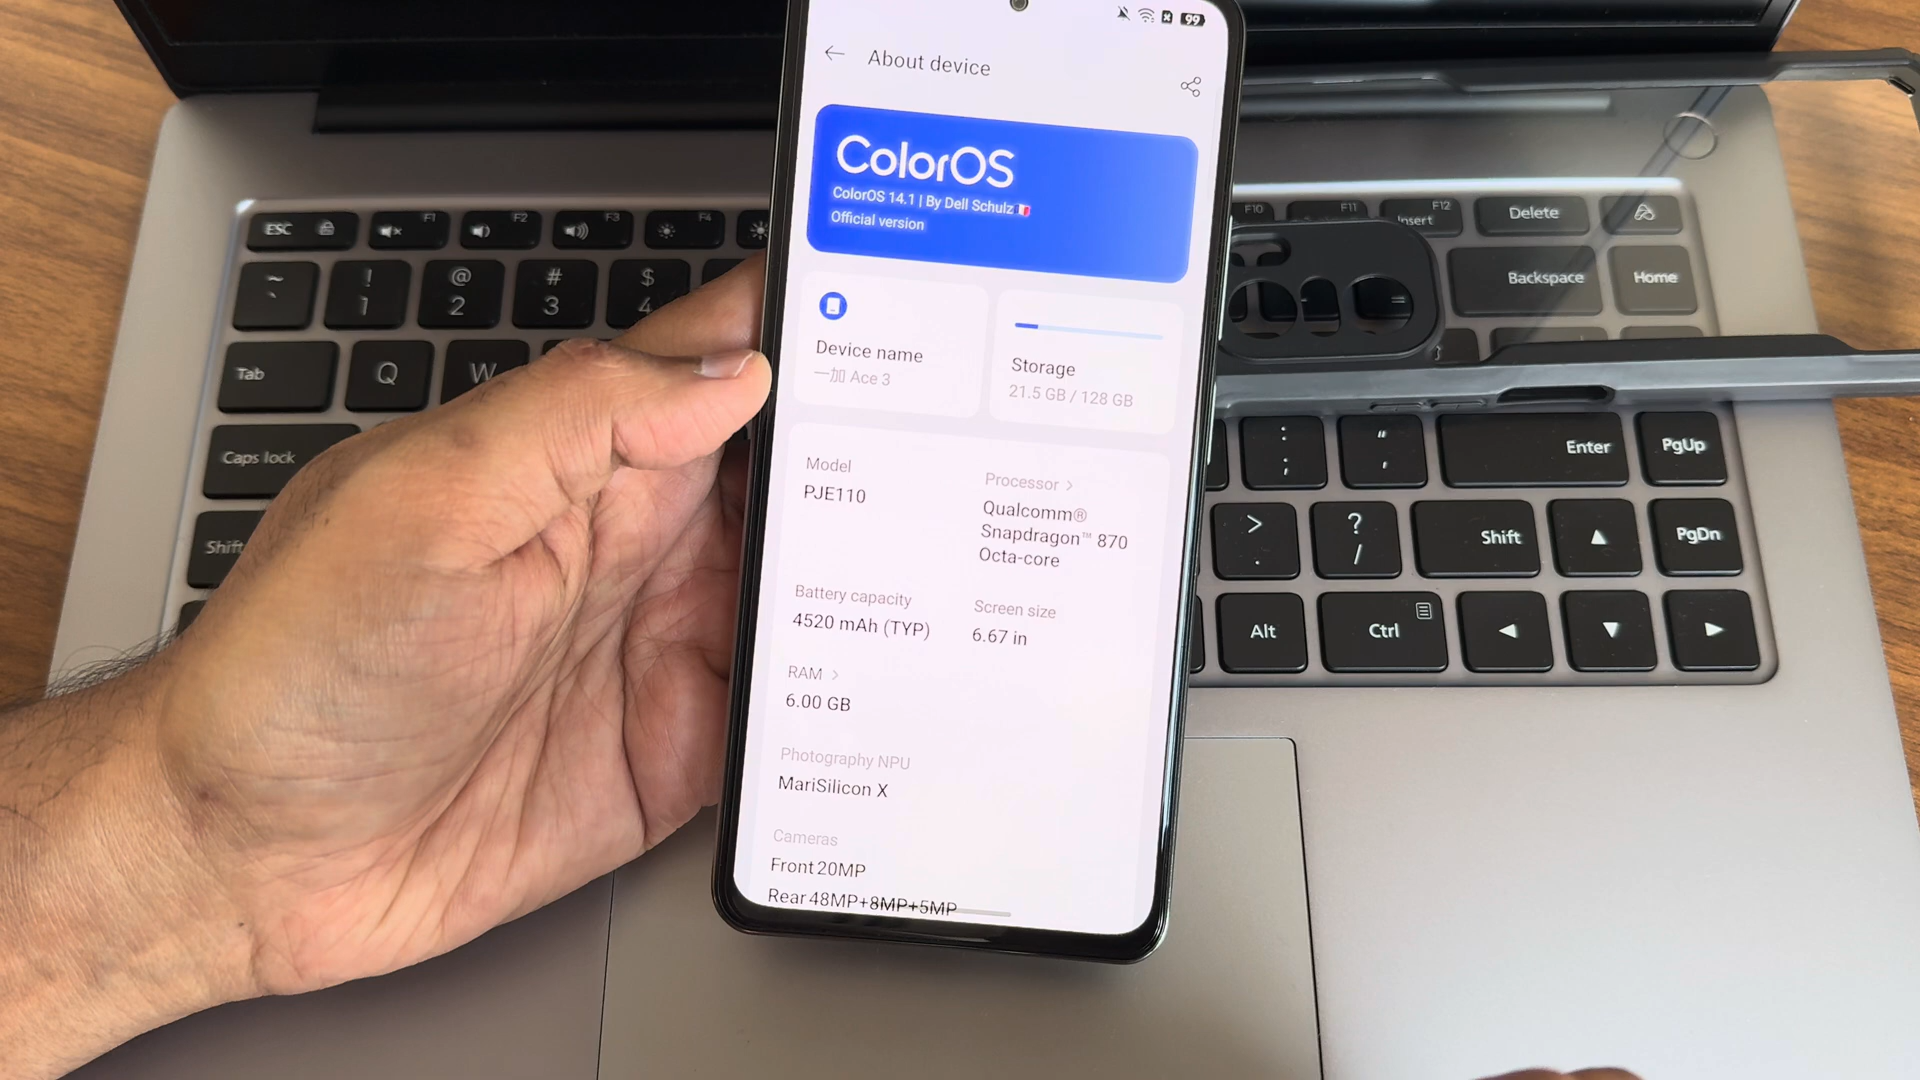 99
About device
ColorOS
ColorOS 14.1 | By Dell Schulz
Official version
Device name
一加 Ace 3
Storage
21.5 GB / 128 GB
Model
PJE110
Processor >
Qualcomm®
Snapdragon™ 870
Octa-core
Battery capacity
4520 mAh (TYP)
Screen size
6.67 in
RAM >
6.00 GB
Photography NPU
MariSilicon X
Cameras
Front 20MP
Rear 48MP+8MP+5MP
ESC
F1
F2
F3
F4
F10
F11
F12
Insert
Delete
~
!
1
@
2
#
3
$
4
=
Backspace
Home
Tab
Q
W
}
Caps lock
:
;
"
'
Enter
PgUp
Shift
>
.
?
/
Shift
▲
PgDn
Alt
Ctrl
◀
▼
▶